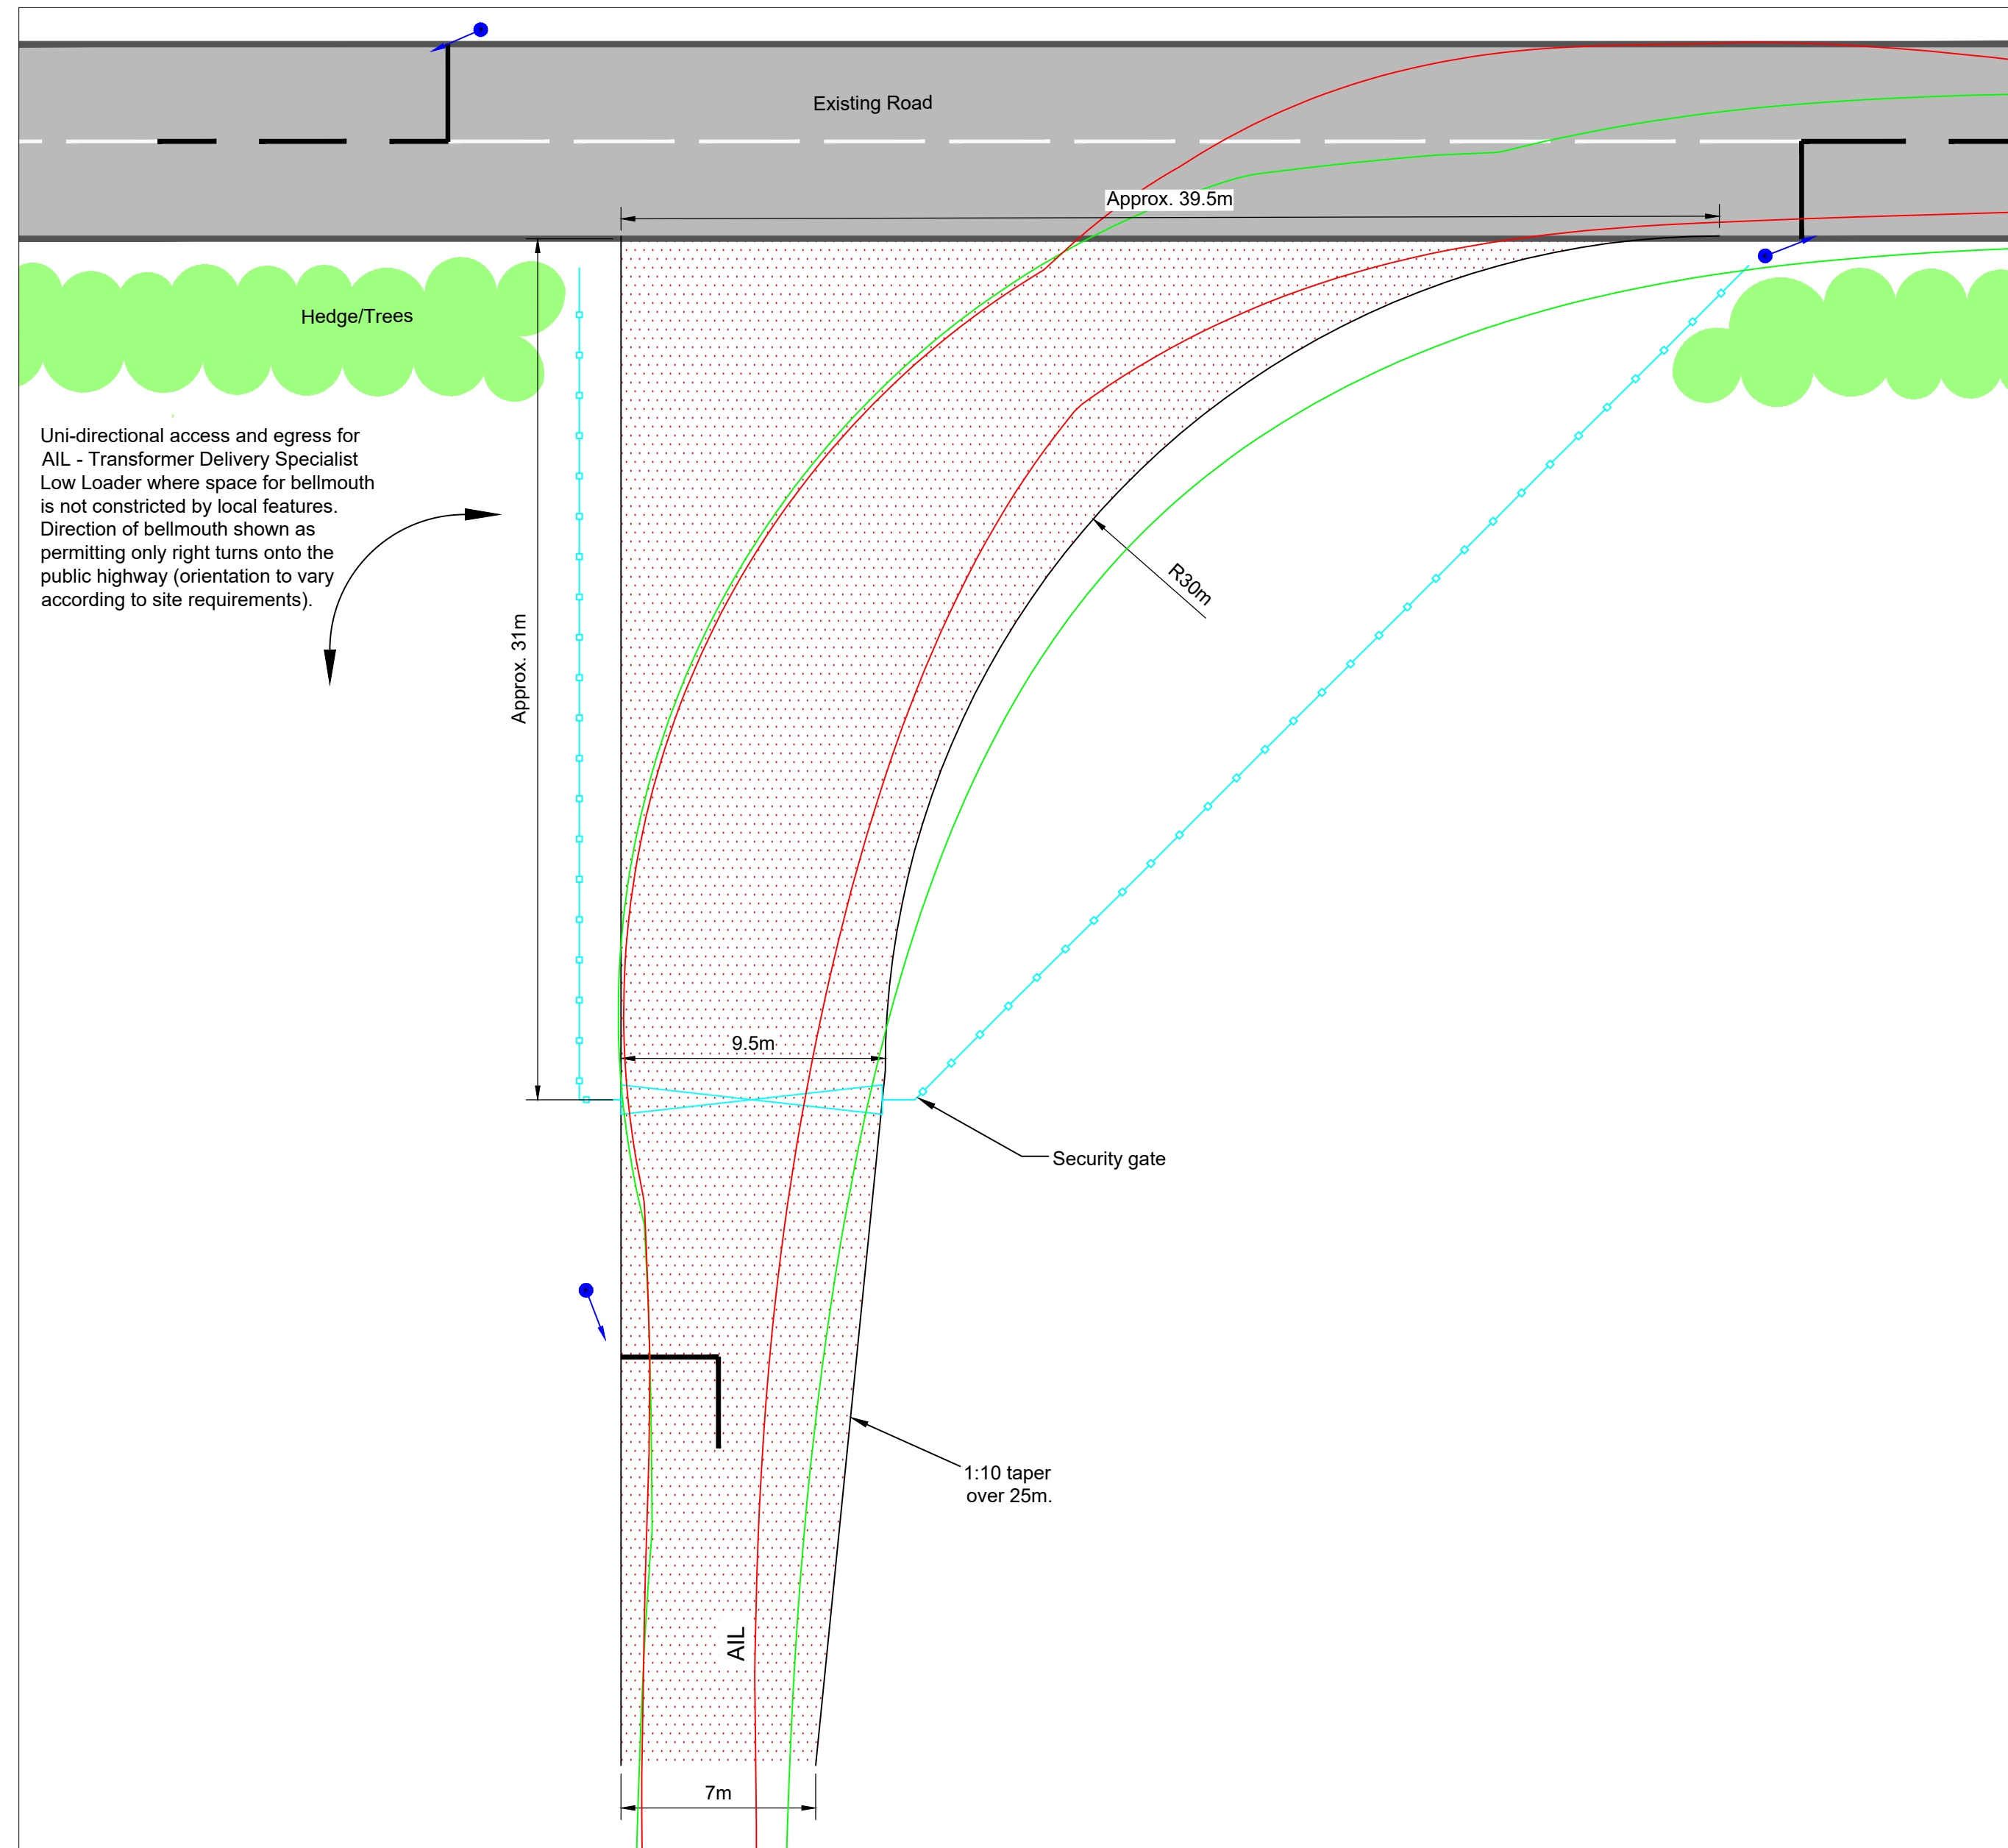 Existing Road
Approx. 39.5m
Hedge/Trees
Uni-directional access and egress for
AIL - Transformer Delivery Specialist
Low Loader where space for bellmouth
is not constricted by local features.
Direction of bellmouth shown as
permitting only right turns onto the
public highway (orientation to vary
according to site requirements).
Approx. 31m
R30m
9.5m
Security gate
1:10 taper
over 25m.
AIL
7m